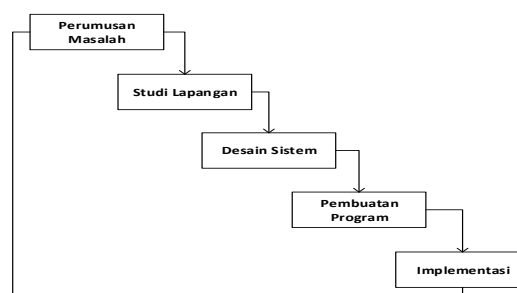 Perumusan
Masalah
Studi Lapangan
Desain Sistem
Pembuatan
Program
Implementasi